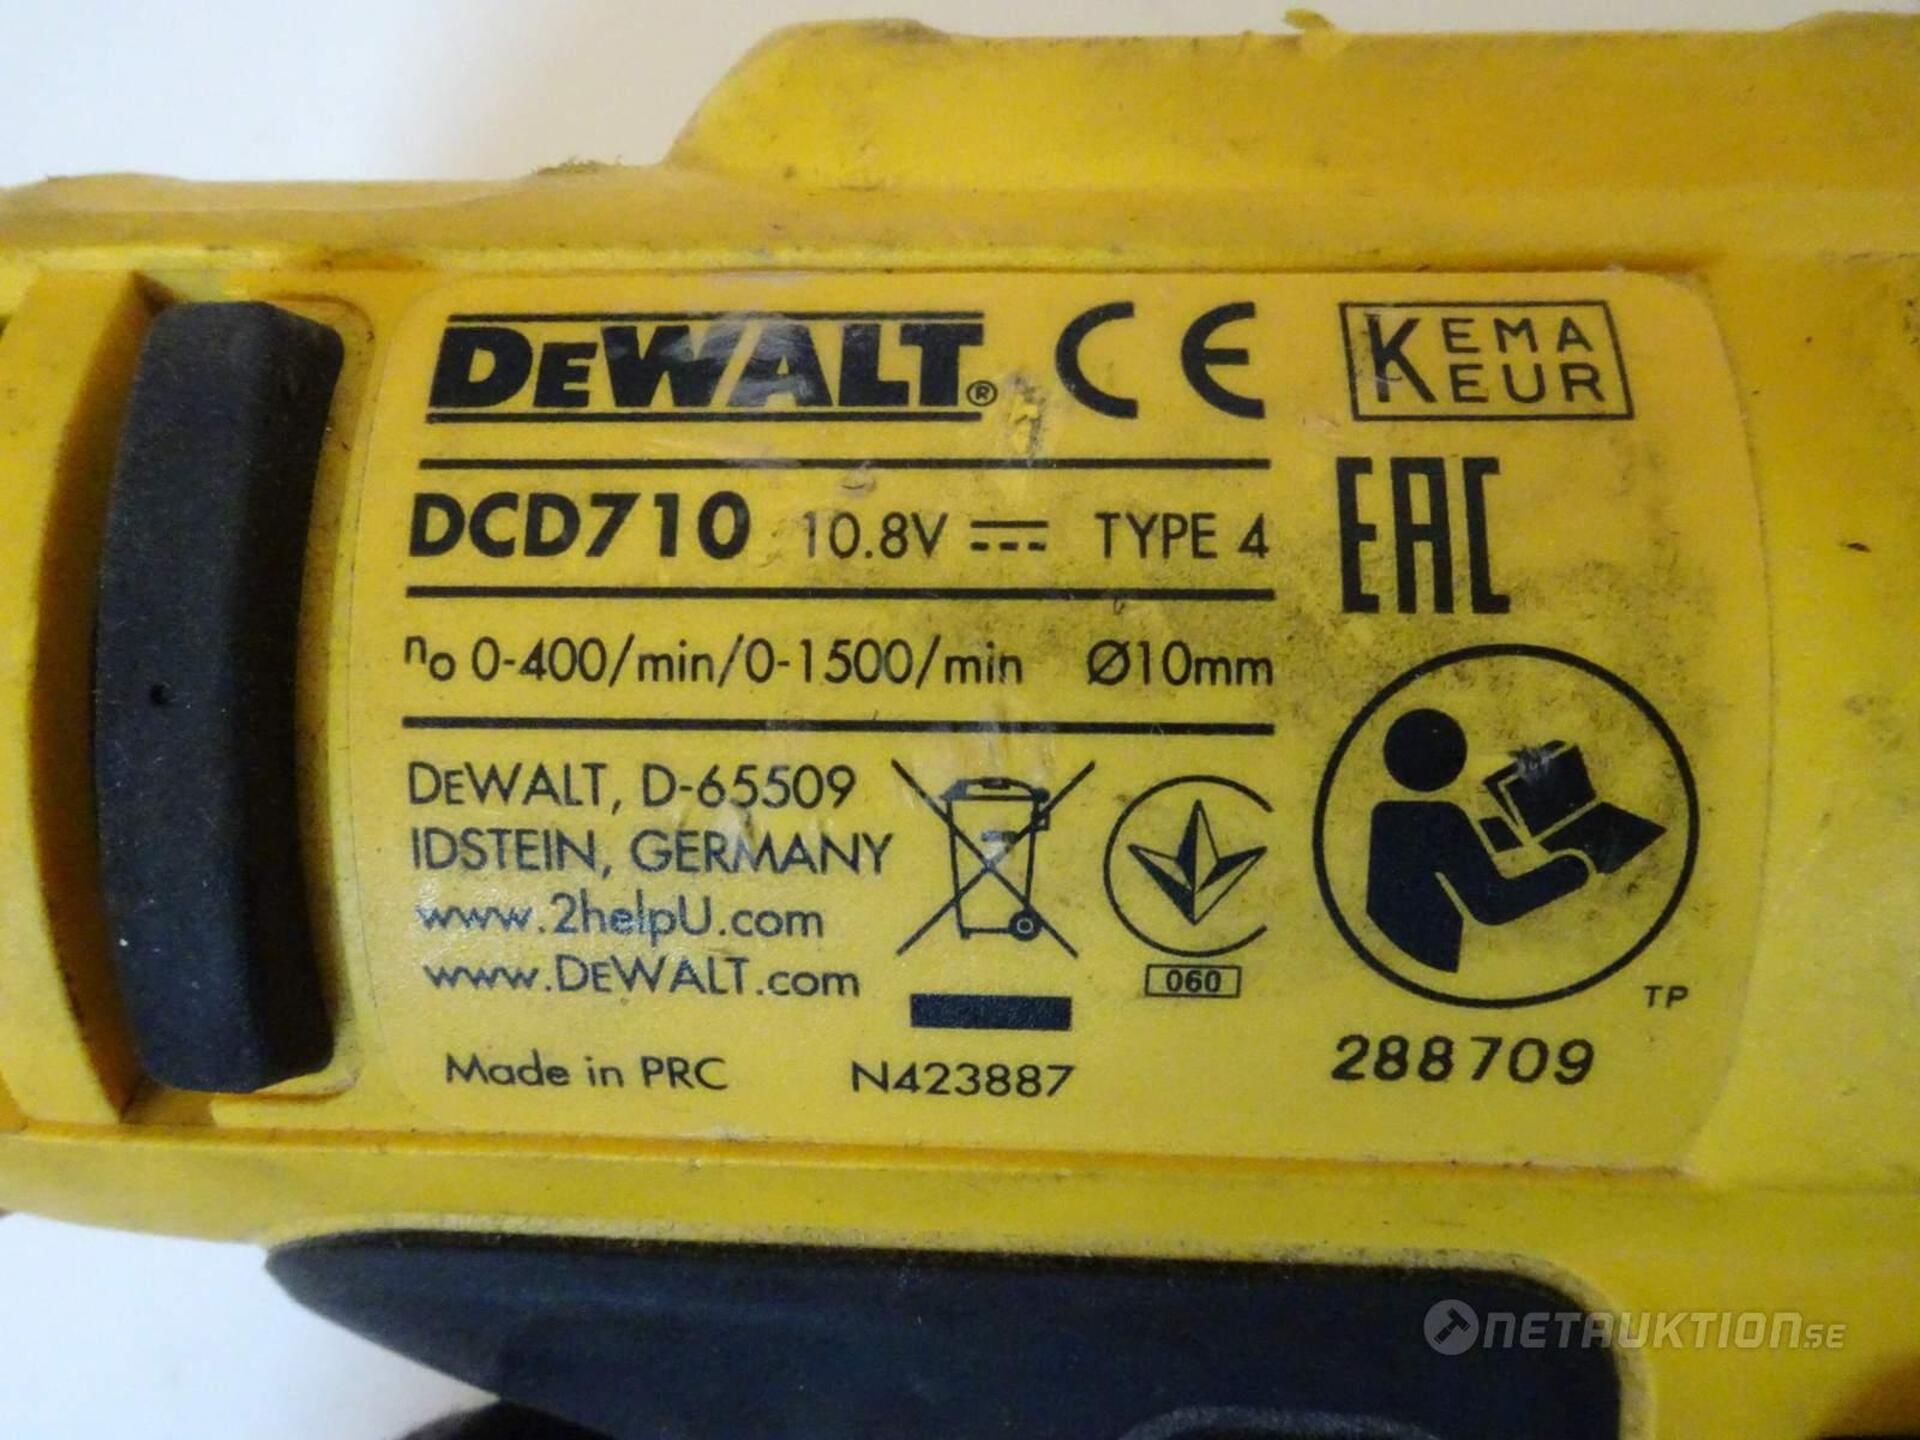 DEWALT® CE
KEMA
KEUR
DCD710 10.8V TYPE 4
EAC
no 0-400/min/0-1500/min Ø10mm
DEWALT, D-65509
IDSTEIN, GERMANY
www.2helpU.com
www.DEWALT.com
060
TP
Made in PRC N423887 288709
NETAUKTION.SE